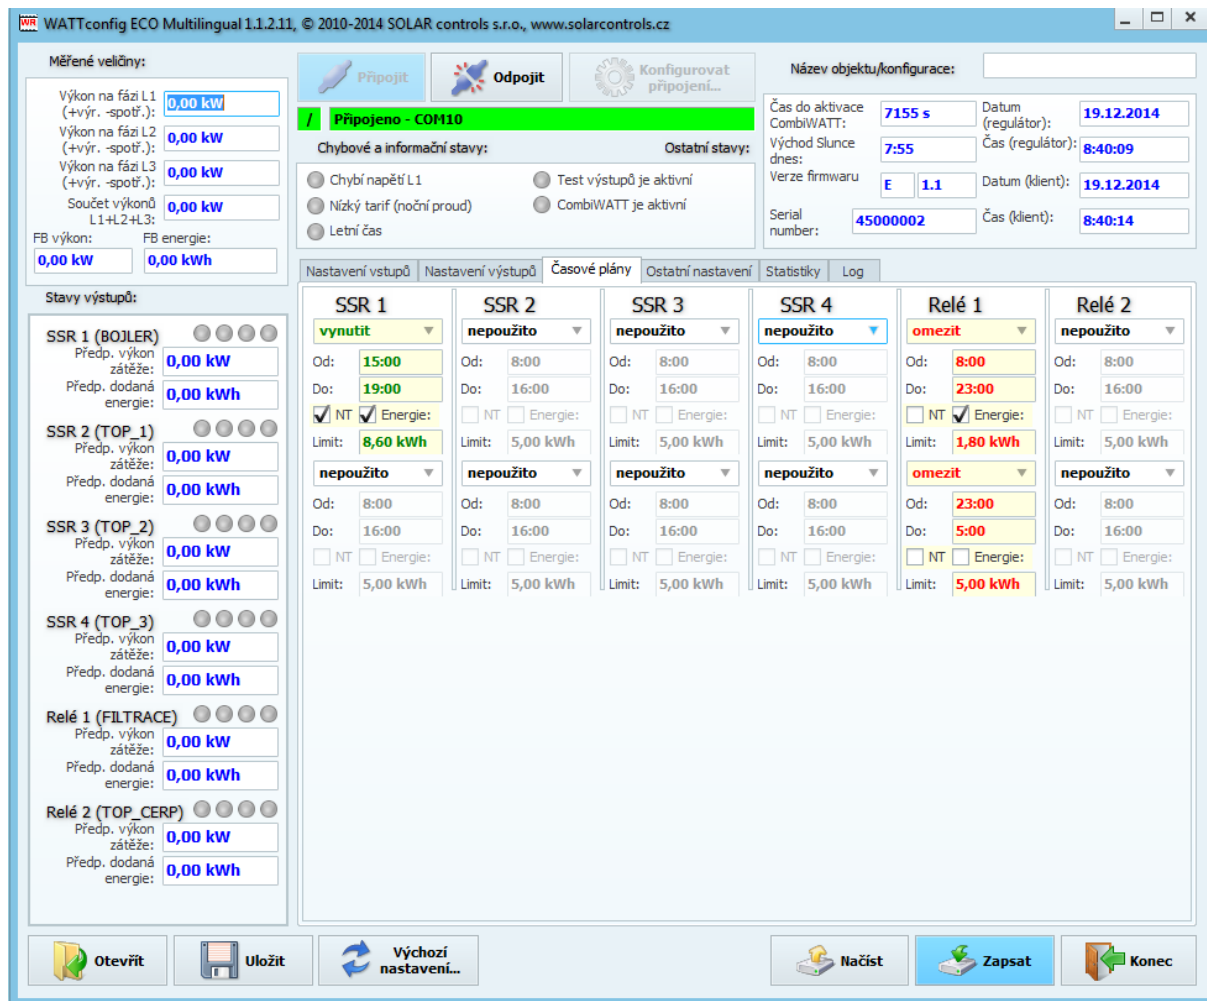 WATTconfig ECO Multilingual 1.1.2.11, © 2010-2014 SOLAR controls s.r.o., www.solarcontrols.cz
Měřené veličiny:
Výkon na fázi L1
(+výr. -spotř.):
0,00 kW
Výkon na fázi L2
(+výr. -spotř.):
0,00 kW
Výkon na fázi L3
(+výr. -spotř.):
0,00 kW
Součet výkonů
L1+L2+L3:
0,00 kW
FB výkon: FB energie:
0,00 kW 0,00 kWh
Připojit
Odpojit
Konfigurovat
připojení...
/ Připojeno - COM10
Chybové a informační stavy: Ostatní stavy:
Chybí napětí L1 Test výstupů je aktivní
Nízký tarif (noční proud) CombiWATT je aktivní
Letní čas
Název objektu/konfigurace:
Čas do aktivace
CombiWATT:
7155 s
Datum
(regulátor):
19.12.2014
Východ Slunce
dnes:
7:55
Čas (regulátor):
8:40:09
Verze firmwaru
E 1.1
Datum (klient): 19.12.2014
Serial
number:
45000002
Čas (klient): 8:40:14
Stavy výstupů:
SSR 1 (BOJLER)
Předp. výkon
zátěže:
0,00 kW
Předp. dodaná
energie:
0,00 kWh
SSR 2 (TOP_1)
Předp. výkon
zátěže:
0,00 kW
Předp. dodaná
energie:
0,00 kWh
SSR 3 (TOP_2)
Předp. výkon
zátěže:
0,00 kW
Předp. dodaná
energie:
0,00 kWh
SSR 4 (TOP_3)
Předp. výkon
zátěže:
0,00 kW
Předp. dodaná
energie:
0,00 kWh
Relé 1 (FILTRACE)
Předp. výkon
zátěže:
0,00 kW
Předp. dodaná
energie:
0,00 kWh
Relé 2 (TOP_CERP)
Předp. výkon
zátěže:
0,00 kW
Předp. dodaná
energie:
0,00 kWh
Nastavení vstupů Nastavení výstupů Časové plány Ostatní nastavení Statistiky Log
SSR 1 SSR 2 SSR 3 SSR 4 Relé 1 Relé 2
vynutit nepoužito nepoužito nepoužito omezit nepoužito
Od: 15:00 Od: 8:00 Od: 8:00 Od: 8:00 Od: 8:00 Od: 8:00
Do: 19:00 Do: 16:00 Do: 16:00 Do: 16:00 Do: 23:00 Do: 16:00
NT Energie: NT Energie: NT Energie: NT Energie: NT Energie: NT Energie:
Limit: 8,60 kWh Limit: 5,00 kWh Limit: 5,00 kWh Limit: 5,00 kWh Limit: 1,80 kWh Limit: 5,00 kWh
nepoužito nepoužito nepoužito nepoužito omezit nepoužito
Od: 8:00 Od: 8:00 Od: 8:00 Od: 8:00 Od: 23:00 Od: 8:00
Do: 16:00 Do: 16:00 Do: 16:00 Do: 16:00 Do: 5:00 Do: 16:00
NT Energie: NT Energie: NT Energie: NT Energie: NT Energie: NT Energie:
Limit: 5,00 kWh Limit: 5,00 kWh Limit: 5,00 kWh Limit: 5,00 kWh Limit: 5,00 kWh Limit: 5,00 kWh
Otevřít
Uložit
Výchozí
nastavení...
Načíst
Zapsat
Konec